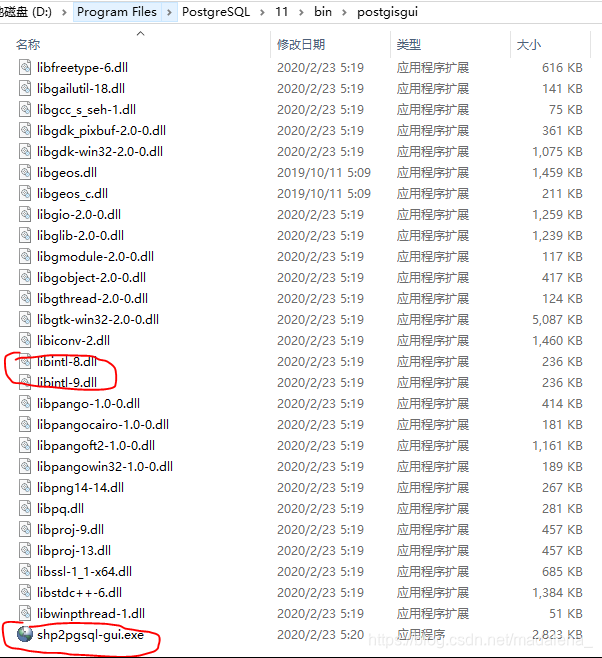 磁盘 (D:) > Program Files > PostgreSQL > 11 > bin > postgisgui
名称 修改日期 类型 大小
libfreetype-6.dll 2020/2/23 5:19 应用程序扩展 616 KB
libgailutil-18.dll 2020/2/23 5:19 应用程序扩展 141 KB
libgcc_s_seh-1.dll 2020/2/23 5:19 应用程序扩展 75 KB
libgdk_pixbuf-2.0-0.dll 2020/2/23 5:19 应用程序扩展 361 KB
libgdk-win32-2.0-0.dll 2020/2/23 5:19 应用程序扩展 1,075 KB
libgeos.dll 2019/10/11 5:09 应用程序扩展 1,459 KB
libgeos_c.dll 2019/10/11 5:09 应用程序扩展 211 KB
libgio-2.0-0.dll 2020/2/23 5:19 应用程序扩展 1,259 KB
libglib-2.0-0.dll 2020/2/23 5:19 应用程序扩展 1,239 KB
libgmodule-2.0-0.dll 2020/2/23 5:19 应用程序扩展 117 KB
libgobject-2.0-0.dll 2020/2/23 5:19 应用程序扩展 417 KB
libgthread-2.0-0.dll 2020/2/23 5:19 应用程序扩展 124 KB
libgtk-win32-2.0-0.dll 2020/2/23 5:19 应用程序扩展 5,087 KB
libiconv-2.dll 2020/2/23 5:19 应用程序扩展 1,460 KB
libintl-8.dll 2020/2/23 5:19 应用程序扩展 236 KB
libintl-9.dll 2020/2/23 5:19 应用程序扩展 236 KB
libpango-1.0-0.dll 2020/2/23 5:19 应用程序扩展 414 KB
libpangocairo-1.0-0.dll 2020/2/23 5:19 应用程序扩展 181 KB
libpangoft2-1.0-0.dll 2020/2/23 5:19 应用程序扩展 1,161 KB
libpangowin32-1.0-0.dll 2020/2/23 5:19 应用程序扩展 189 KB
libpng14-14.dll 2020/2/23 5:19 应用程序扩展 267 KB
libpq.dll 2020/2/23 5:19 应用程序扩展 281 KB
libproj-9.dll 2020/2/23 5:19 应用程序扩展 457 KB
libproj-13.dll 2020/2/23 5:19 应用程序扩展 457 KB
libssl-1_1-x64.dll 2020/2/23 5:19 应用程序扩展 685 KB
libstdc++-6.dll 2020/2/23 5:19 应用程序扩展 1,384 KB
libwinpthread-1.dll 2020/2/23 5:19 应用程序扩展 51 KB
shp2pgsql-gui.exe 2020/2/23 5:20 应用程序 2,823 KB